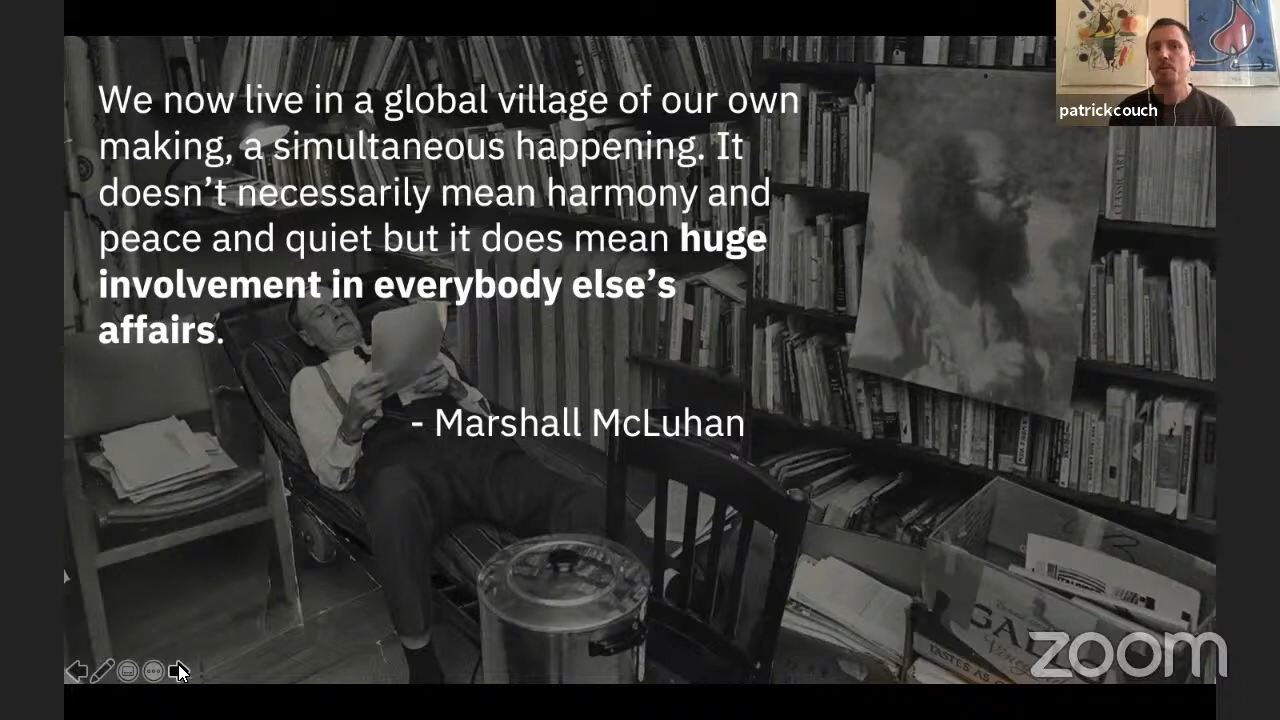 We now live in a global village of our own
making, a simultaneous happening. It
doesn’t necessarily mean harmony and
peace and quiet but it does mean huge
involvement in everybody else’s
affairs.
- Marshall McLuhan
patrickcouch
zoom